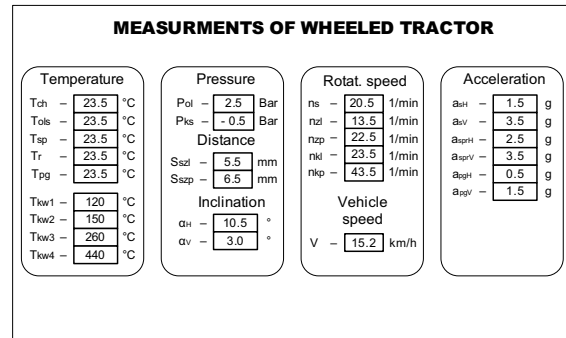 MEASURMENTS OF WHEELED TRACTOR
Temperature
Tch – 23.5 °C
Tols – 23.5 °C
Tsp – 23.5 °C
Tr – 23.5 °C
Tpg – 23.5 °C
Tkw1 – 120 °C
Tkw2 – 150 °C
Tkw3 – 260 °C
Tkw4 – 440 °C
Pressure
Pol – 2.5 Bar
Pks – - 0.5 Bar
Distance
Sszl – 5.5 mm
Sszp – 6.5 mm
Inclination
αH – 10.5 °
αV – 3.0 °
Rotat. speed
ns – 20.5 1/min
nzl – 13.5 1/min
nzp – 22.5 1/min
nkl – 23.5 1/min
nkp – 43.5 1/min
Vehicle
speed
V – 15.2 km/h
Acceleration
asH – 1.5 g
asV – 3.5 g
asprH – 2.5 g
asprV – 3.5 g
apgH – 0.5 g
apgV – 1.5 g